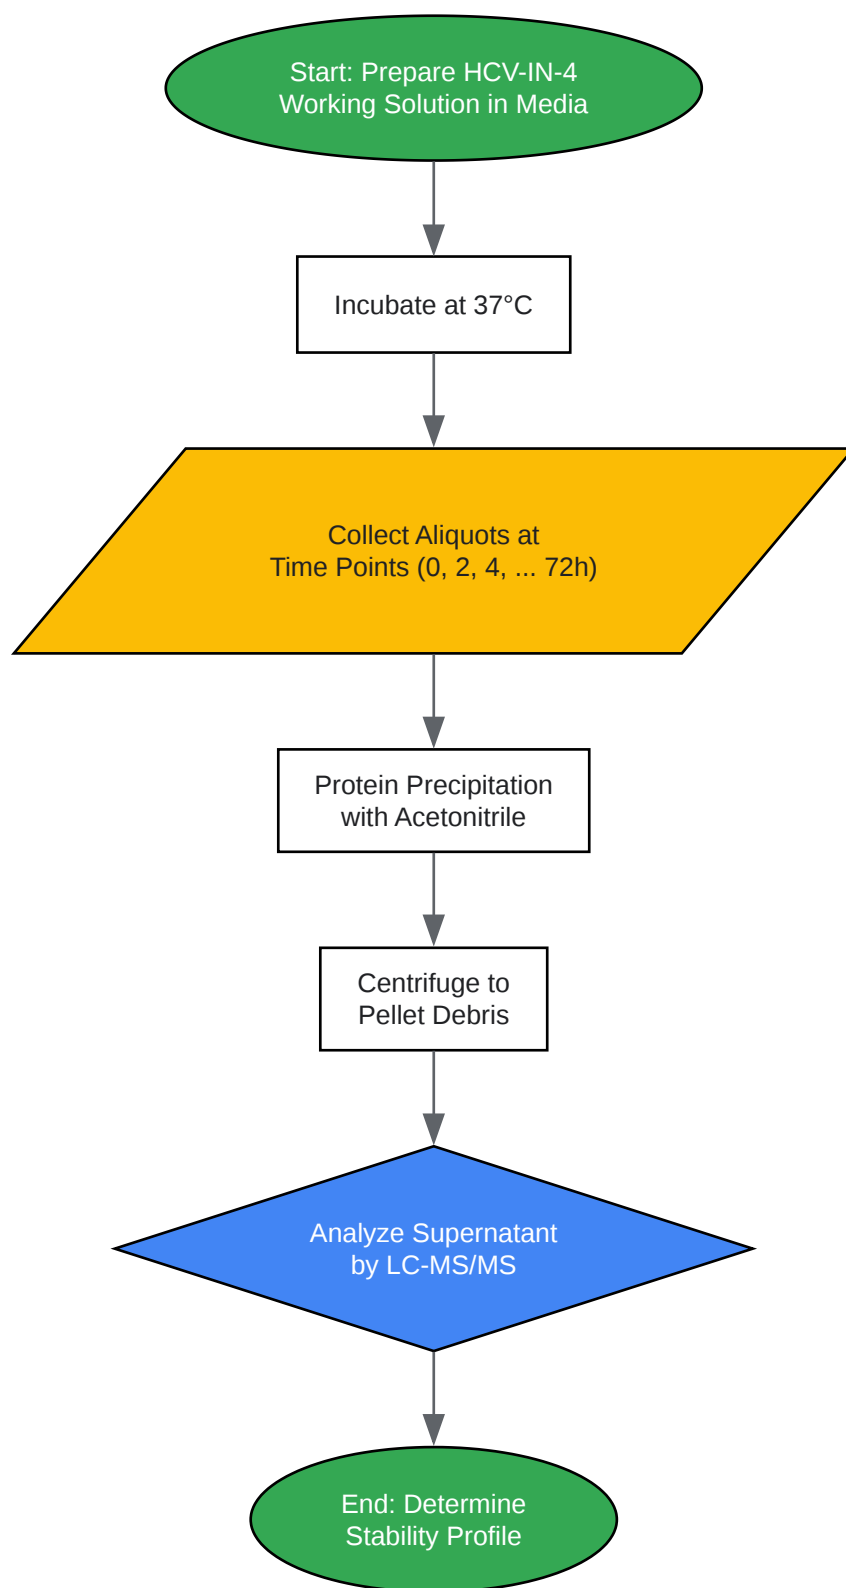 Start: Prepare HCV-IN-4
Working Solution in Media
Incubate at 37°C
Collect Aliquots at
Time Points (0, 2, 4, ... 72h)
Protein Precipitation
with Acetonitrile
Centrifuge to
Pellet Debris
Analyze Supernatant
by LC-MS/MS
End: Determine
Stability Profile